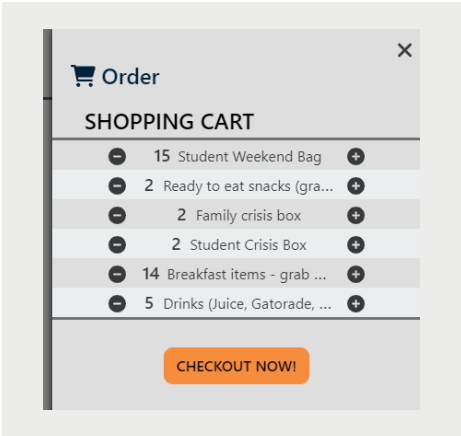 Order
SHOPPING CART
15 Student Weekend Bag
2 Ready to eat snacks (gra...
2 Family crisis box
2 Student Crisis Box
14 Breakfast items - grab ...
5 Drinks (Juice, Gatorade, ...
CHECKOUT NOW!